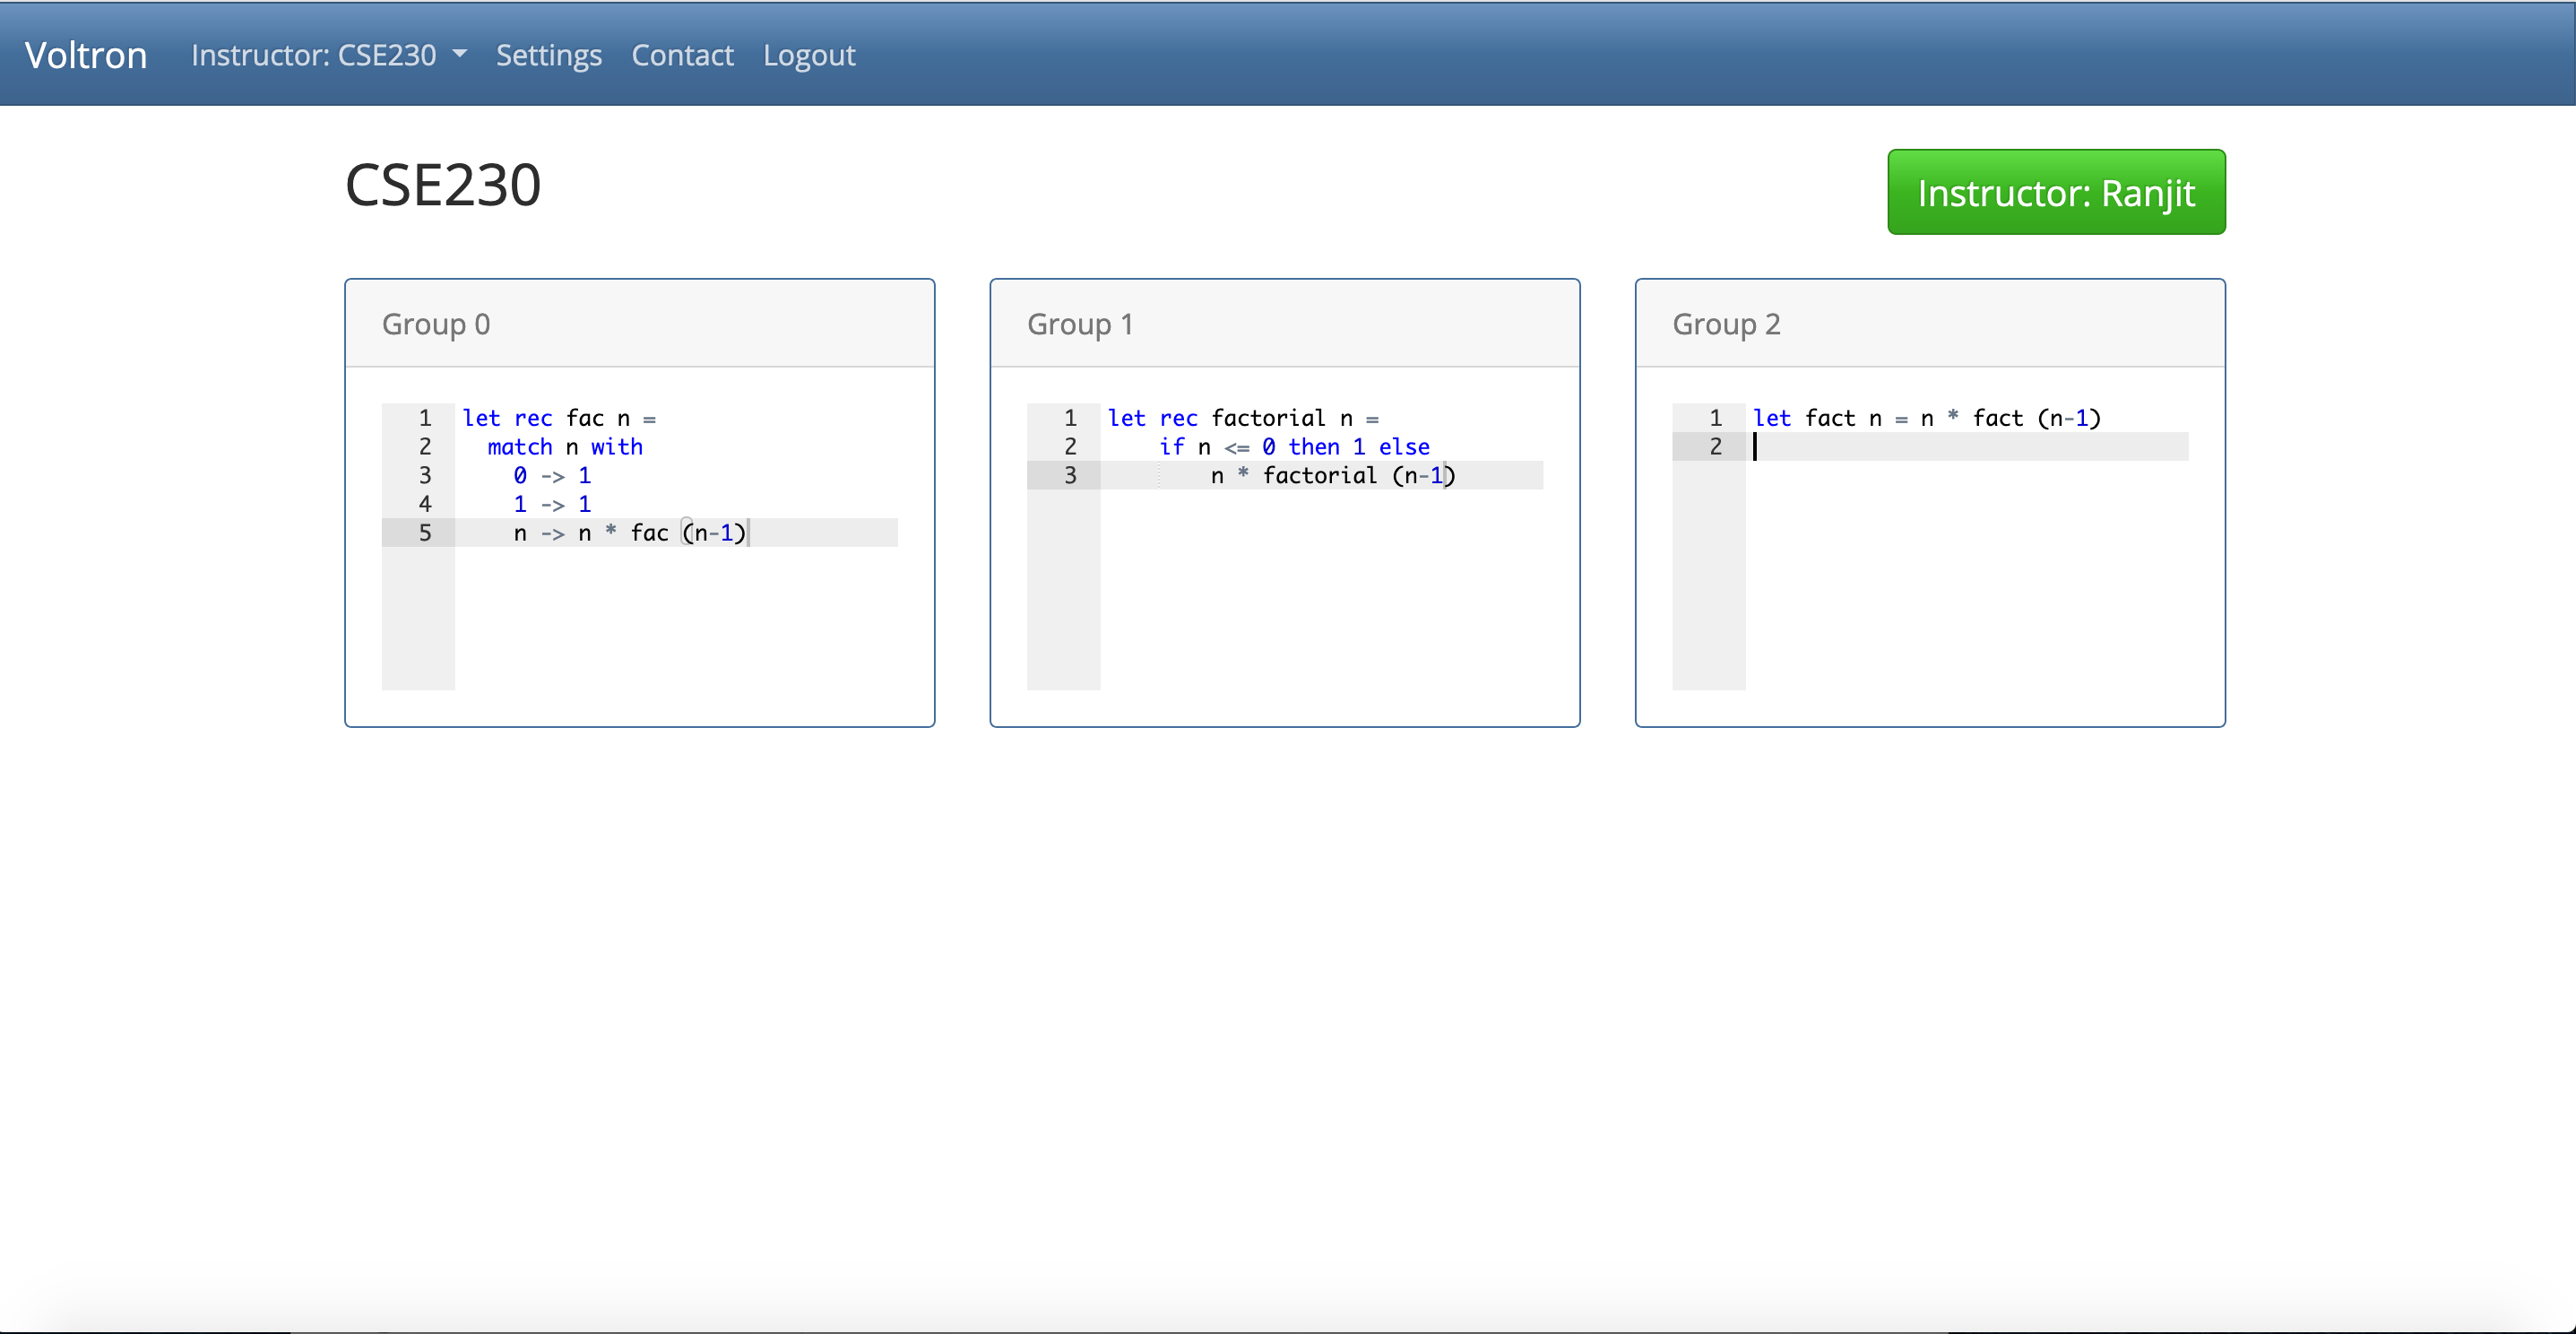 Voltron Instructor: CSE230 Settings Contact Logout
CSE230
Instructor: Ranjit
Group 0
1 let rec fac n =
2   match n with
3     0 -> 1
4     1 -> 1
5     n -> n * fac (n-1)
Group 1
1 let rec factorial n =
2     if n <= 0 then 1 else
3         n * factorial (n-1)
Group 2
1 let fact n = n * fact (n-1)
2